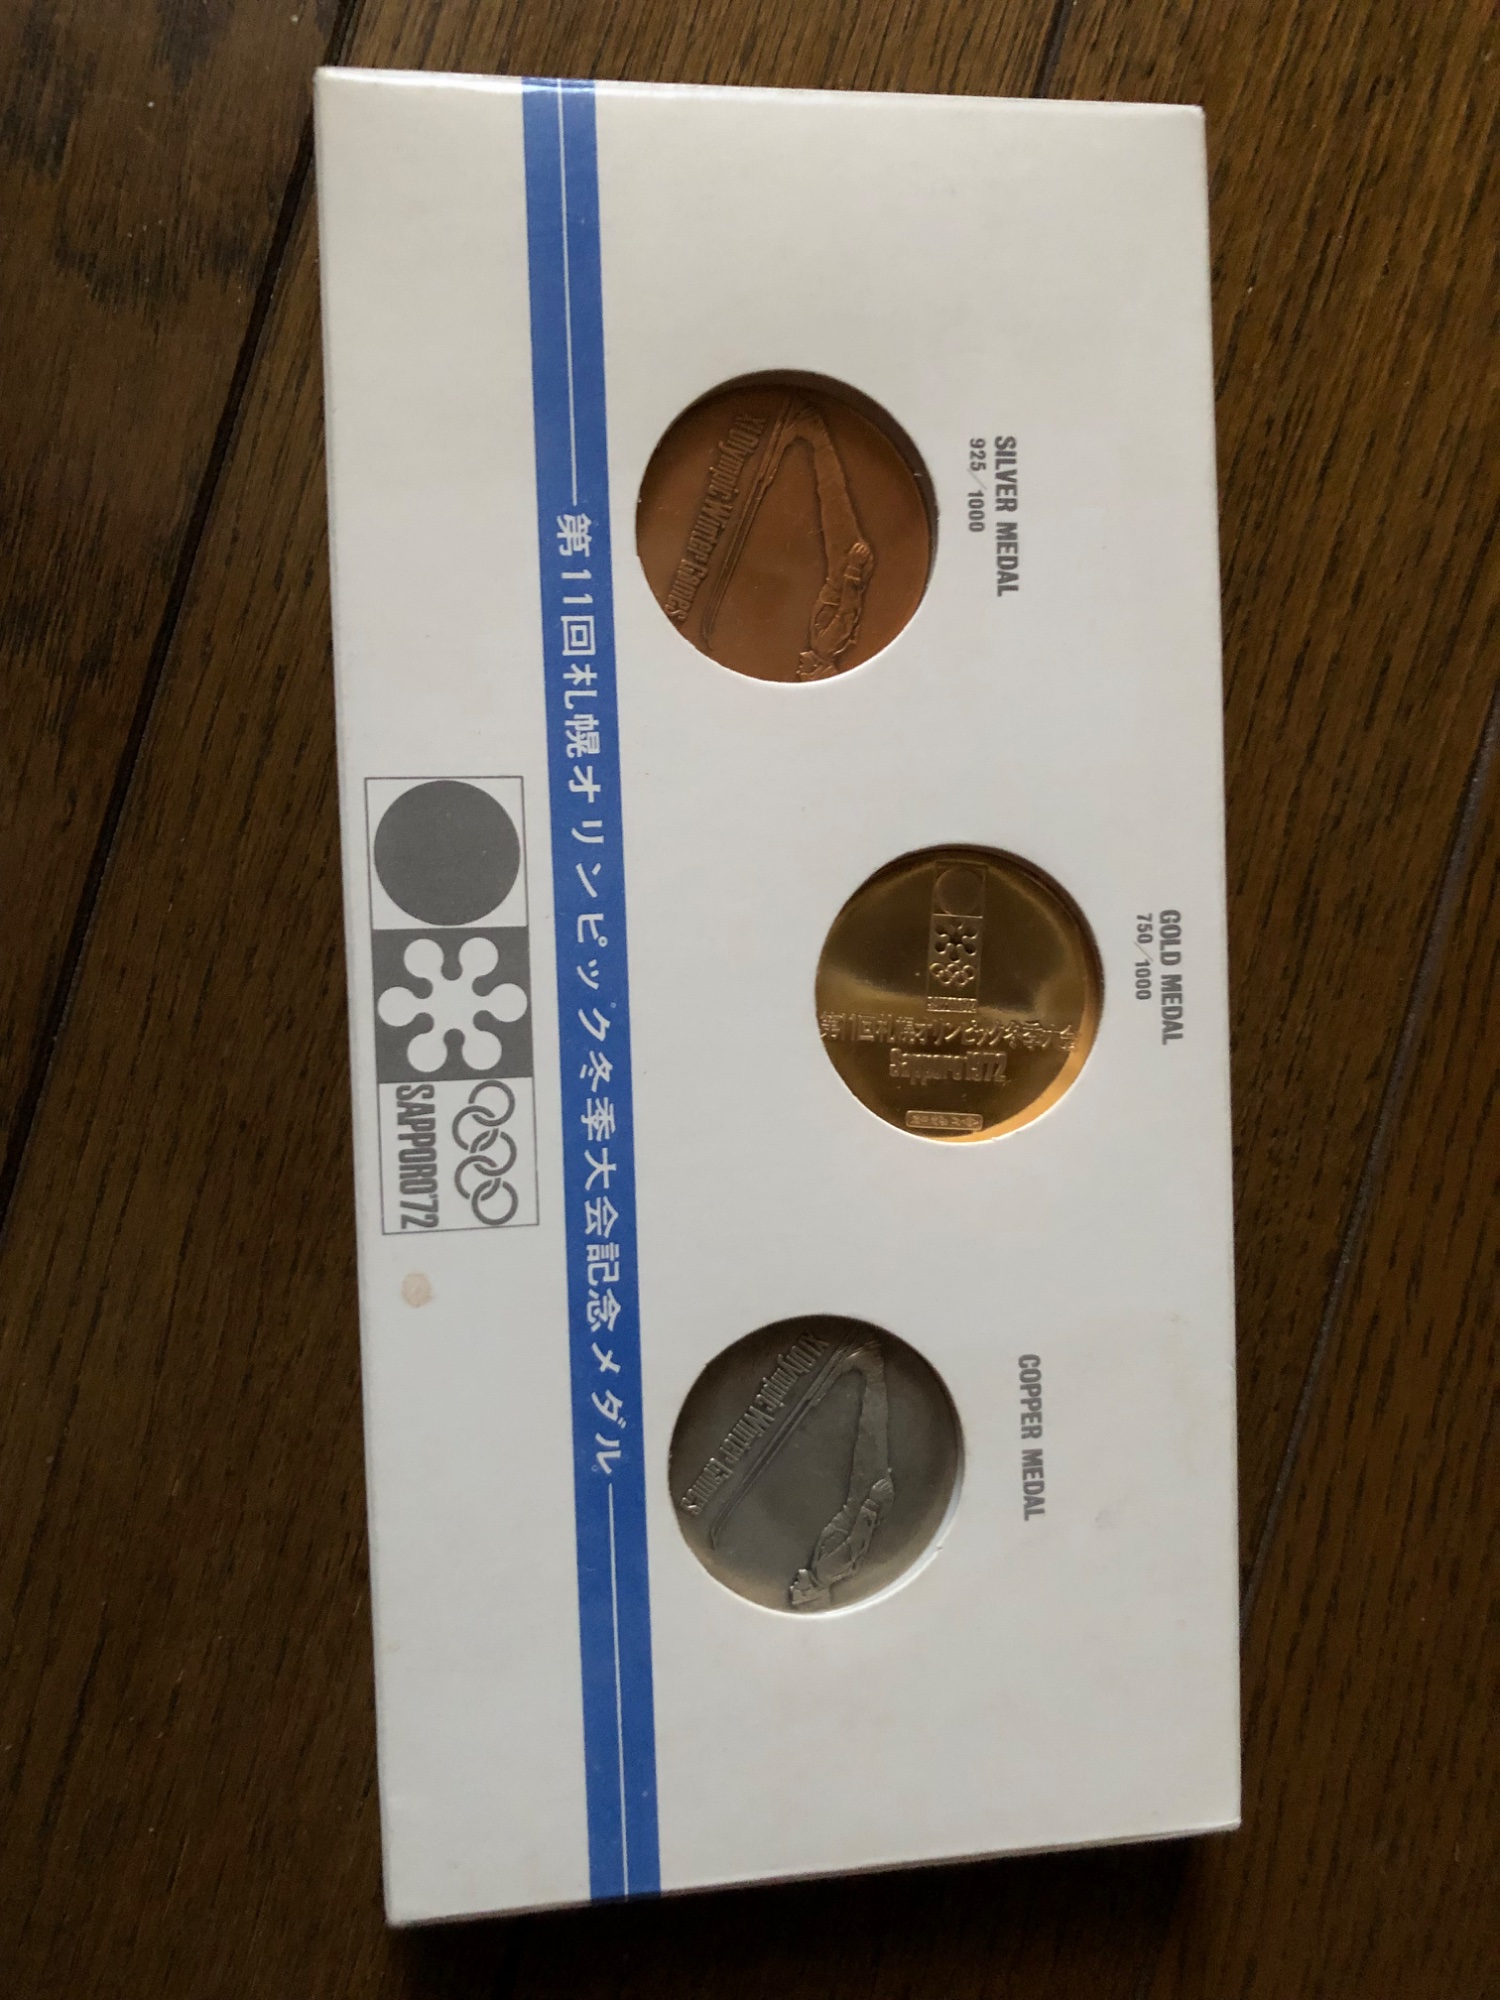 SILVER MEDAL
925/1000
GOLD MEDAL
750/1000
COPPER MEDAL
XI Olympic Winter Games
第11回札幌オリンピック冬季大会
Sapporo1972
XI Olympic Winter Games
第11回札幌オリンピック冬季大会記念メダル
SAPPORO'72